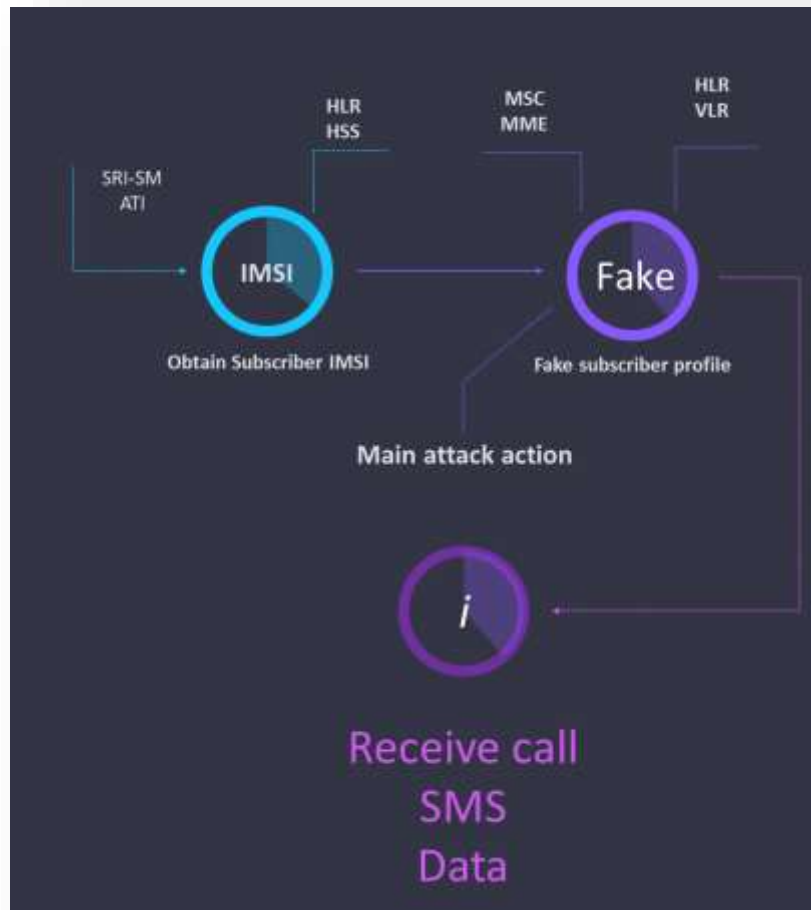 HLR
HSS
MSC
MME
HLR
VLR
SRI-SM
ATI
IMSI
Fake
Obtain Subscriber IMSI
Fake subscriber profile
Main attack action
i
Receive call
SMS
Data